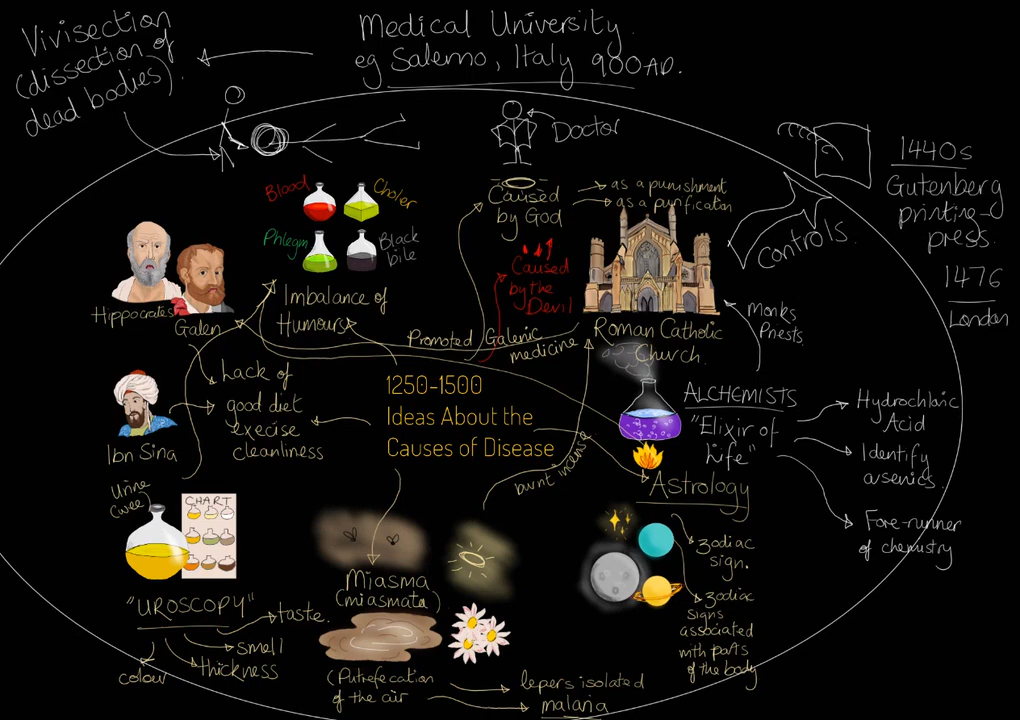 Vivisection
(dissection of
dead bodies).
Medical University.
eg Salerno, Italy 900AD.
Doctor
1440s
Gutenberg
printing-
press.
1476
London
Controls.
Blood
Choler
Phlegm
Black
bile
Caused
by God
as a punishment
as a purification
Caused
by the
Devil
Hippocrates
Galen
Imbalance of
Humours
Promoted Galenic
medicine
Roman Catholic
Church.
Monks
Priests
Ibn Sina
Lack of
good diet
execise
cleanliness
1250-1500
Ideas About the
Causes of Disease
ALCHEMISTS
"Elixir of
Life"
Hydrochloric
Acid
Identify
arsenics.
Fore-runner
of chemistry
burnt incense
Astrology
zodiac
sign.
zodiac
signs
associated
with parts
of the body
Urine
(wee)
CHART
"UROSCOPY"
taste.
smell
thickness
colour
Miasma
(miasmata)
(Putrefecation
of the air
lepers isolated
malaria